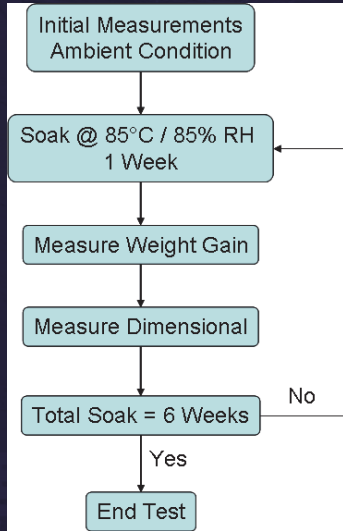 Initial Measurements
Ambient Condition
Soak @ 85°C / 85% RH
1 Week
Measure Weight Gain
Measure Dimensional
Total Soak = 6 Weeks
No
Yes
End Test